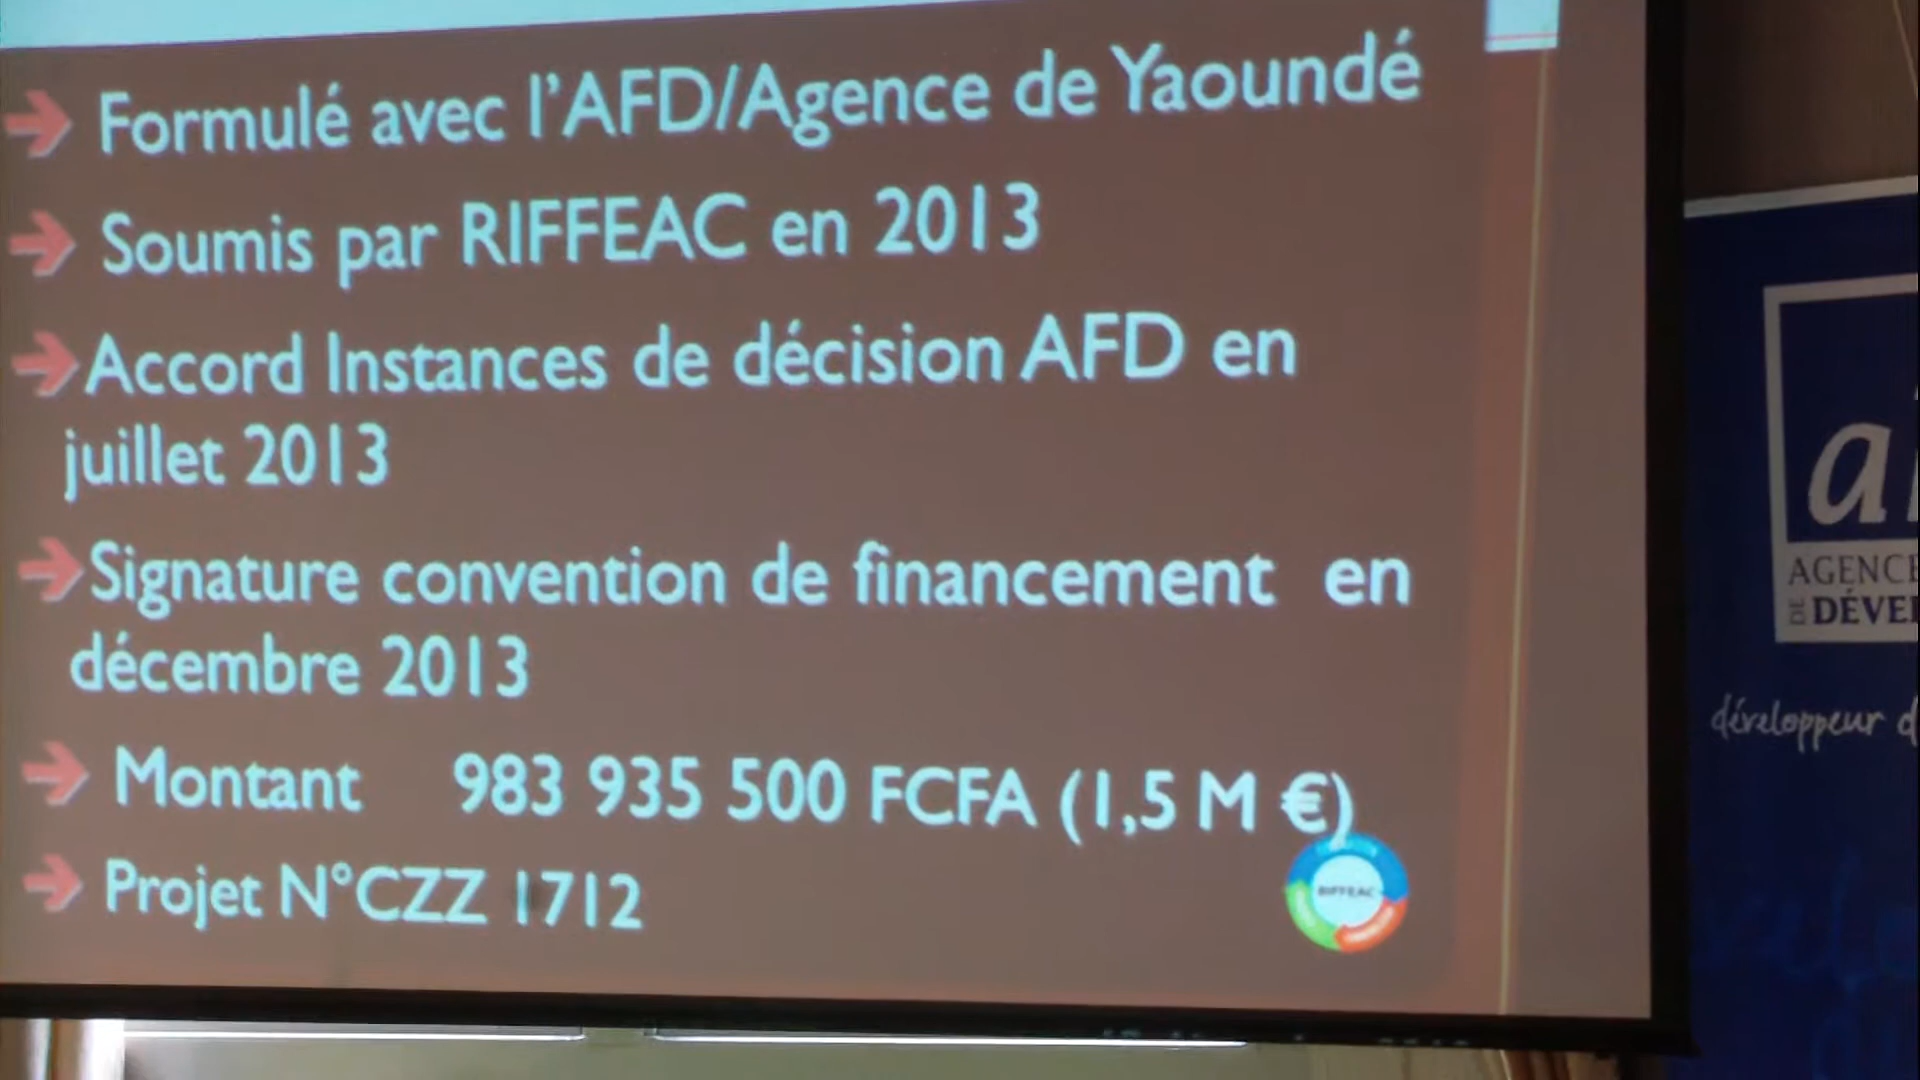 Formulé avec l'AFD/Agence de Yaoundé
Soumis par RIFFEAC en 2013
Accord Instances de décision AFD en
juillet 2013
Signature convention de financement en
décembre 2013
Montant 983 935 500 FCFA (1,5 M €)
Projet N°CZZ 1712
RIFFEAC
AGENCE
DE DÉVE
développeur d